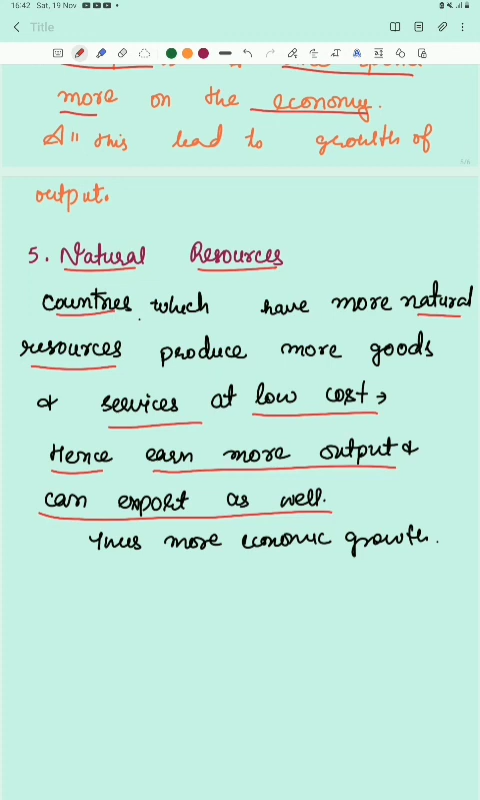 16:42 Sat, 19 Nov
Title
more on the economy.
All this lead to growth of
5/6
output.
5. Natural Resources
Countries which have more natural
resources produce more goods
& services at low cost →
Hence earn more output &
can export as well.
Thus more economic growth.